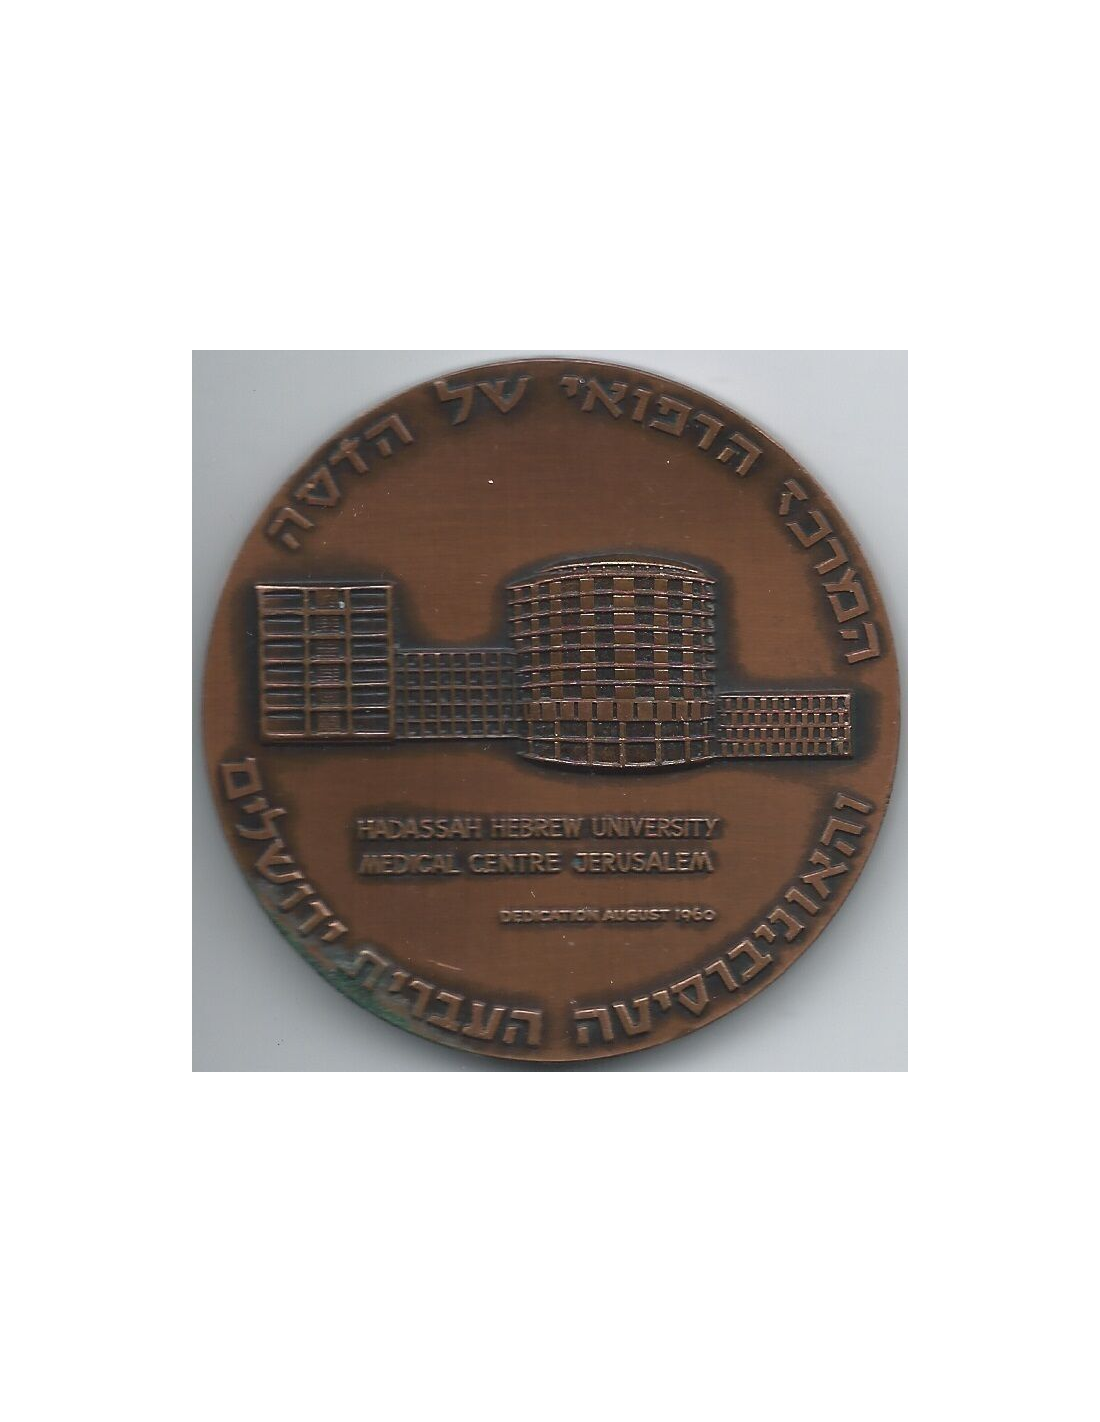 המרכז הרפואי של הדסה
והאוניברסיטה העברית ירושלים
HADASSAH HEBREW UNIVERSITY
MEDICAL CENTRE JERUSALEM
DEDICATION AUGUST 1960